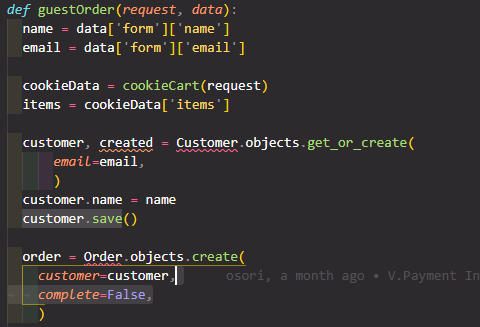 def guestOrder(request, data):
name = data['form']['name']
email = data['form']['email']
cookieData = cookieCart(request)
items = cookieData['items']
customer, created = Customer.objects.get_or_create(
email=email,
)
customer.name = name
customer.save()
order = Order.objects.create(
customer=customer, osori, a month ago • V.Payment In
complete=False,
)